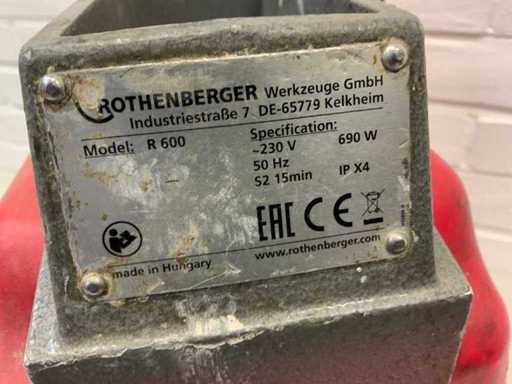 ROTHENBERGER Werkzeuge GmbH
Industriestraße 7 DE-65779 Kelkheim
Model: R 600
Specification:
~230 V 690 W
50 Hz
S2 15min IP X4
EAC CE
made in Hungary
www.rothenberger.com